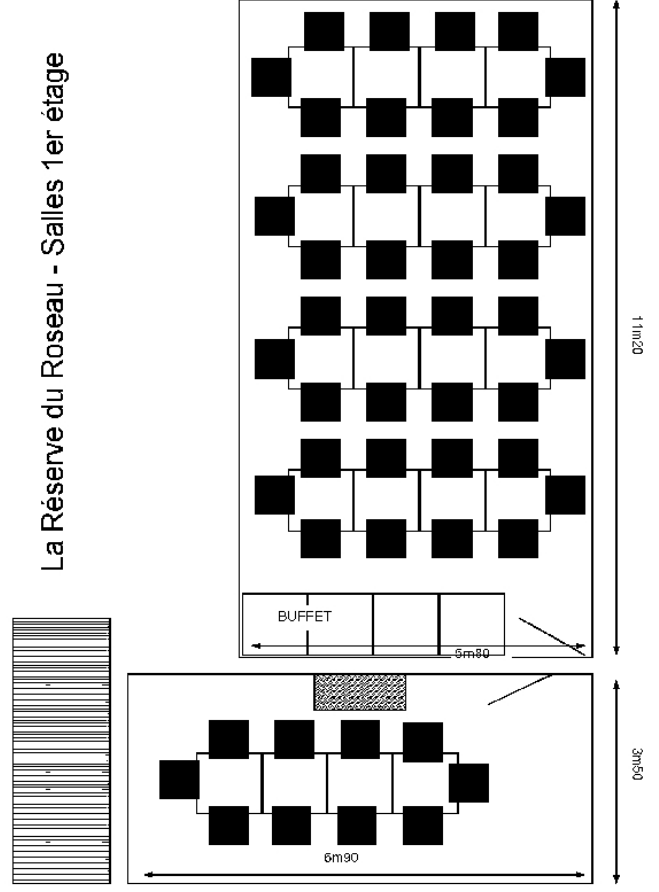 La Réserve du Roseau - Salles 1er étage
11m20
BUFFET
5m80
3m50
6m90